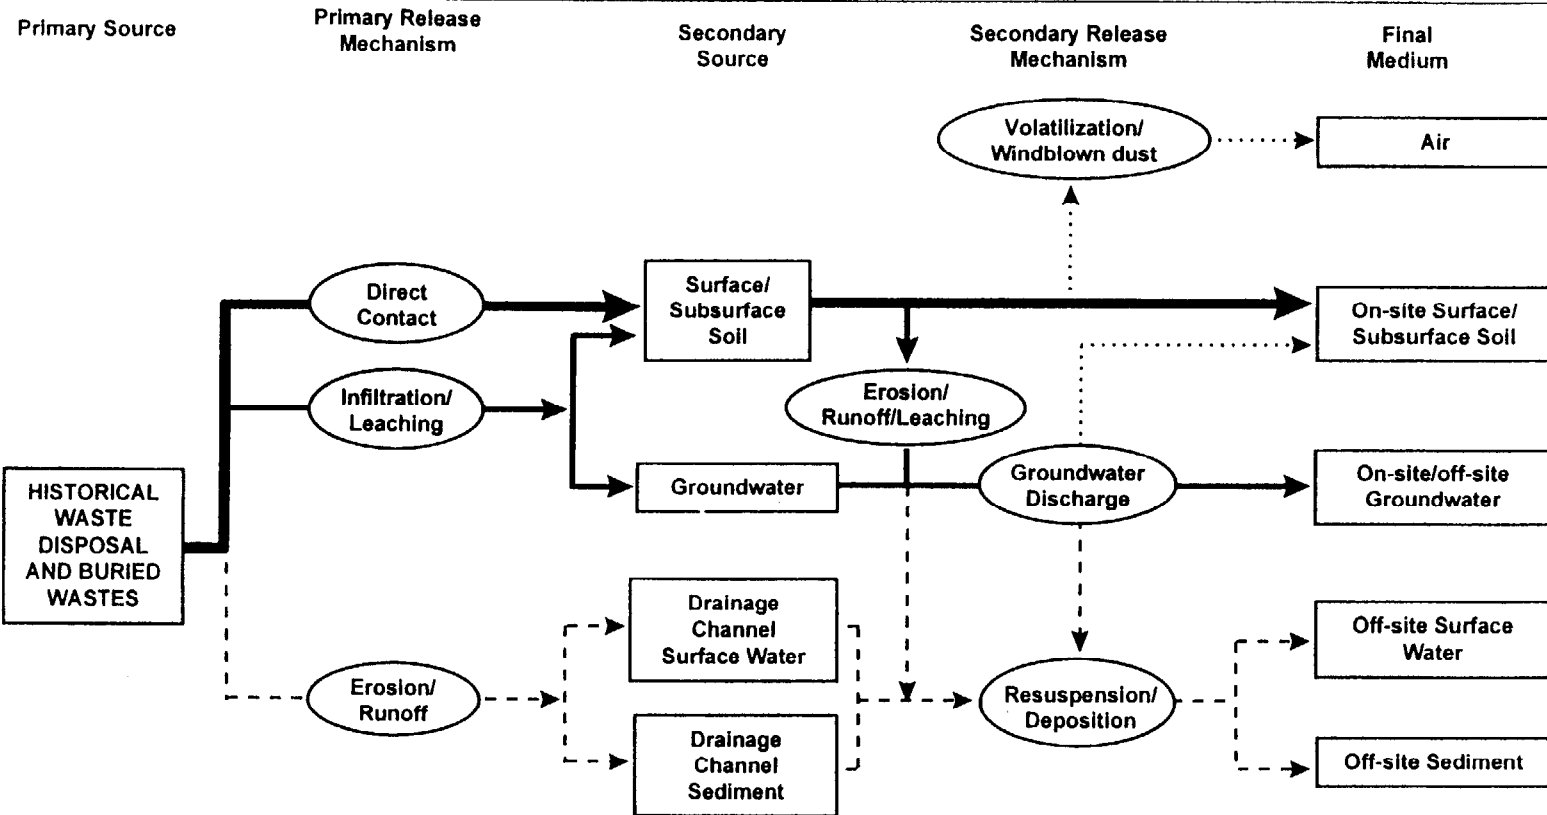 Primary Source
Primary Release
Mechanism
Secondary
Source
Secondary Release
Mechanism
Final
Medium
Volatilization/
Windblown dust
Air
Direct
Contact
Surface/
Subsurface
Soil
On-site Surface/
Subsurface Soil
Infiltration/
Leaching
Erosion/
Runoff/Leaching
HISTORICAL
WASTE
DISPOSAL
AND BURIED
WASTES
Groundwater
Groundwater
Discharge
On-site/off-site
Groundwater
Drainage
Channel
Surface Water
Off-site Surface
Water
Erosion/
Runoff
Resuspension/
Deposition
Drainage
Channel
Sediment
Off-site Sediment